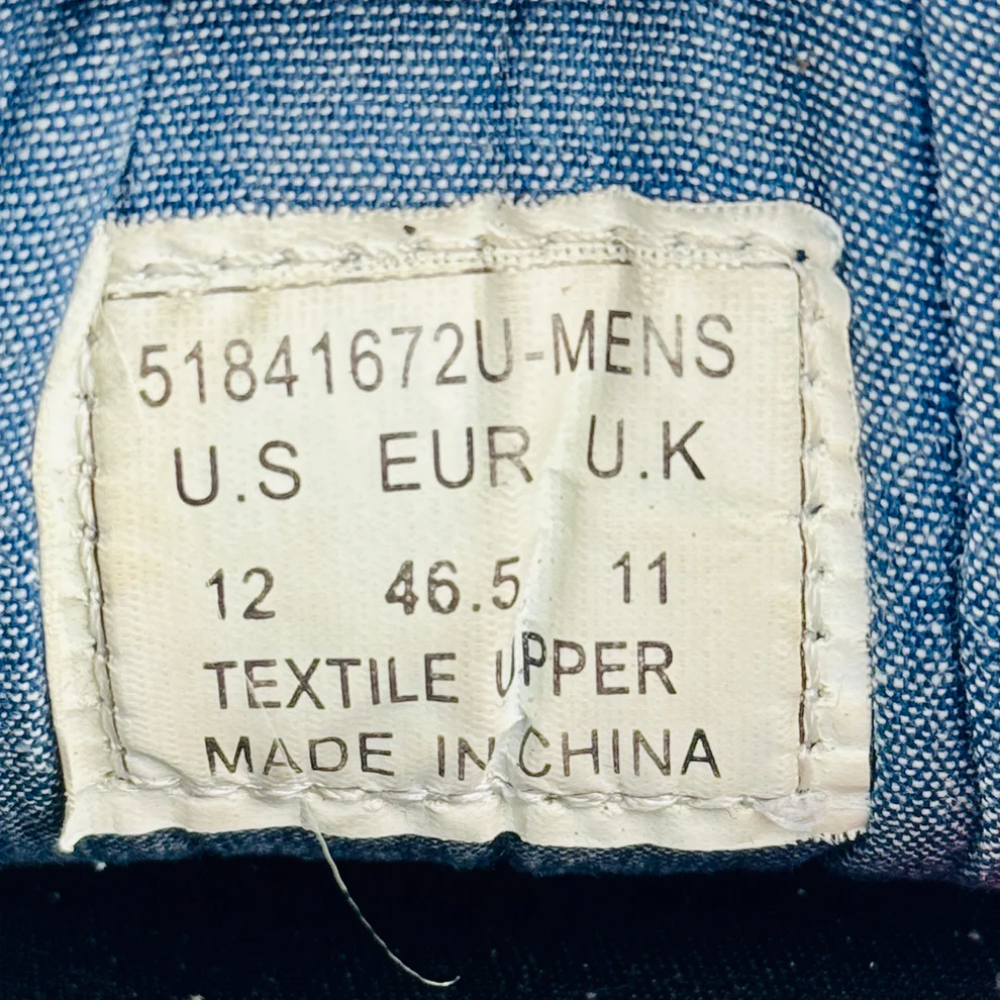 51841672U-MENS
U.S EUR U.K
12 46.5 11
TEXTILE UPPER
MADE IN CHINA